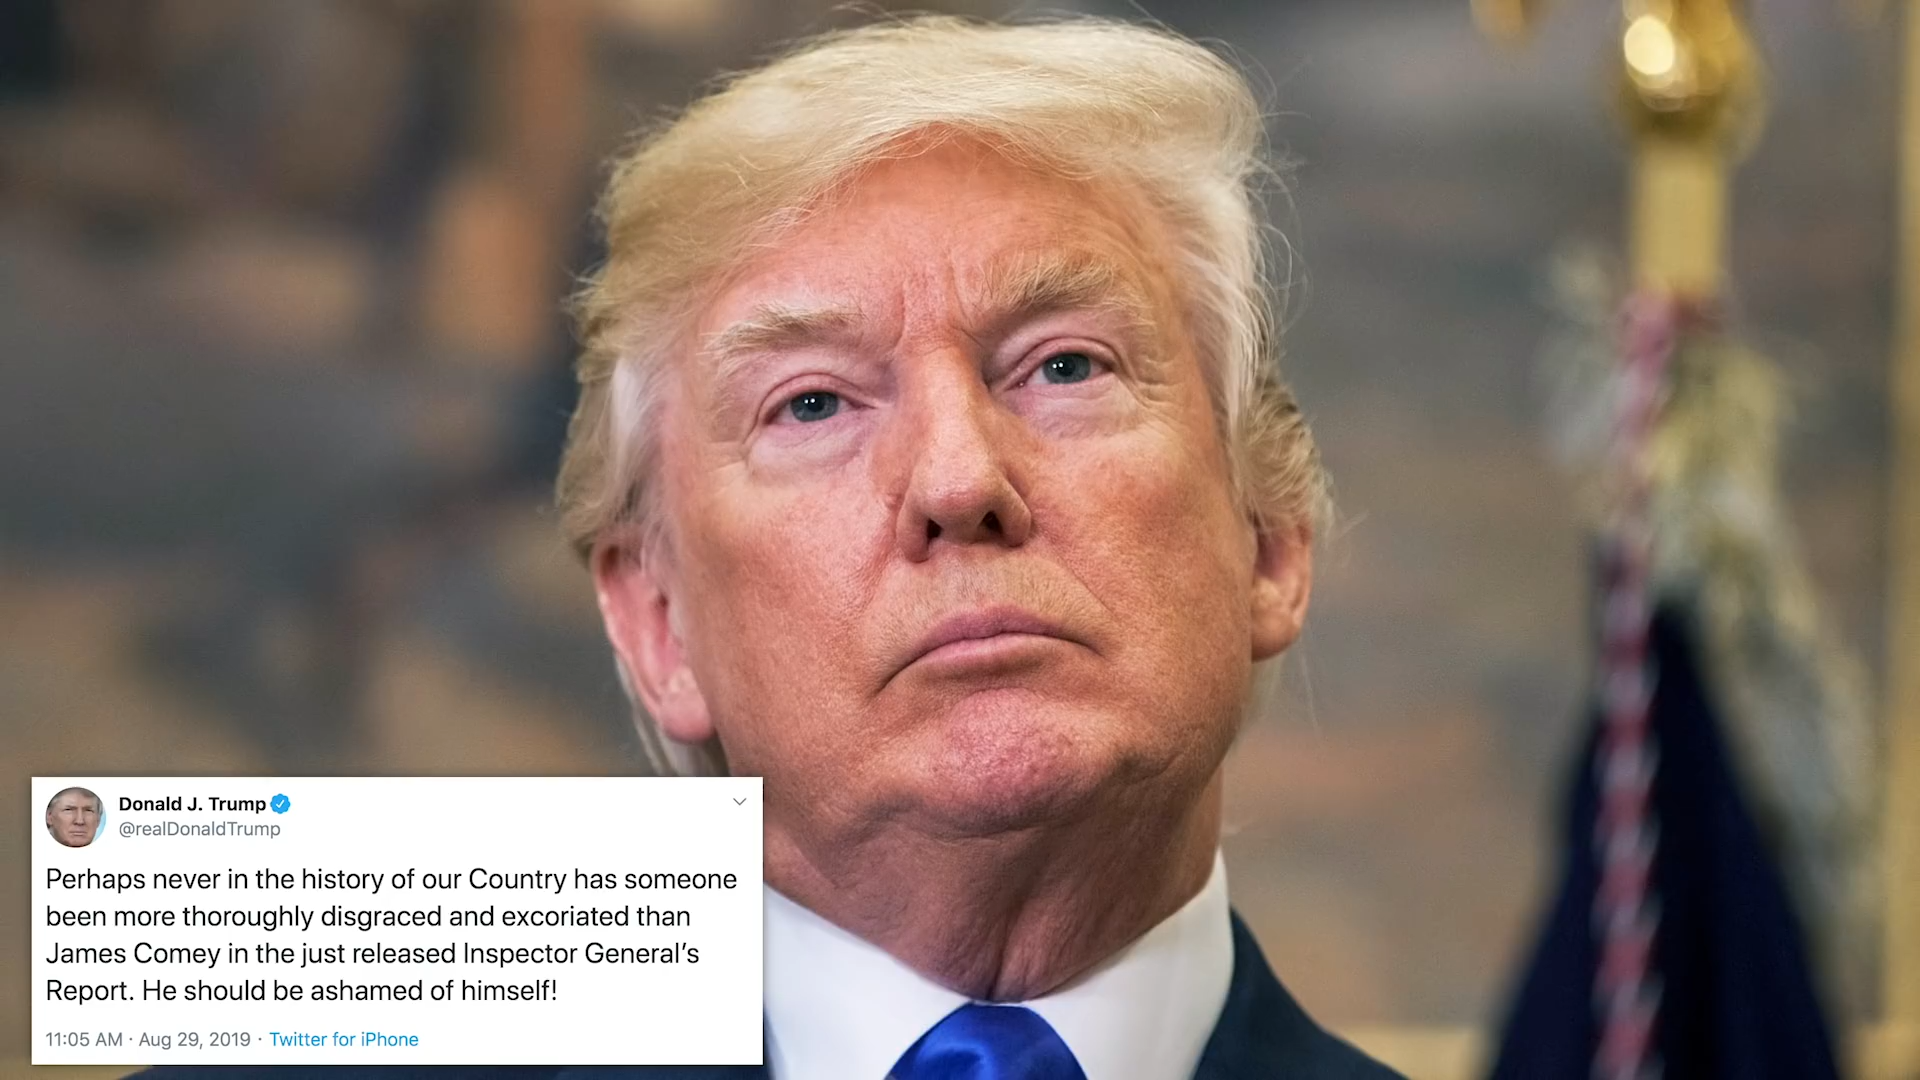 Donald J. Trump
@realDonaldTrump
Perhaps never in the history of our Country has someone
been more thoroughly disgraced and excoriated than
James Comey in the just released Inspector General’s
Report. He should be ashamed of himself!
11:05 AM · Aug 29, 2019 · Twitter for iPhone